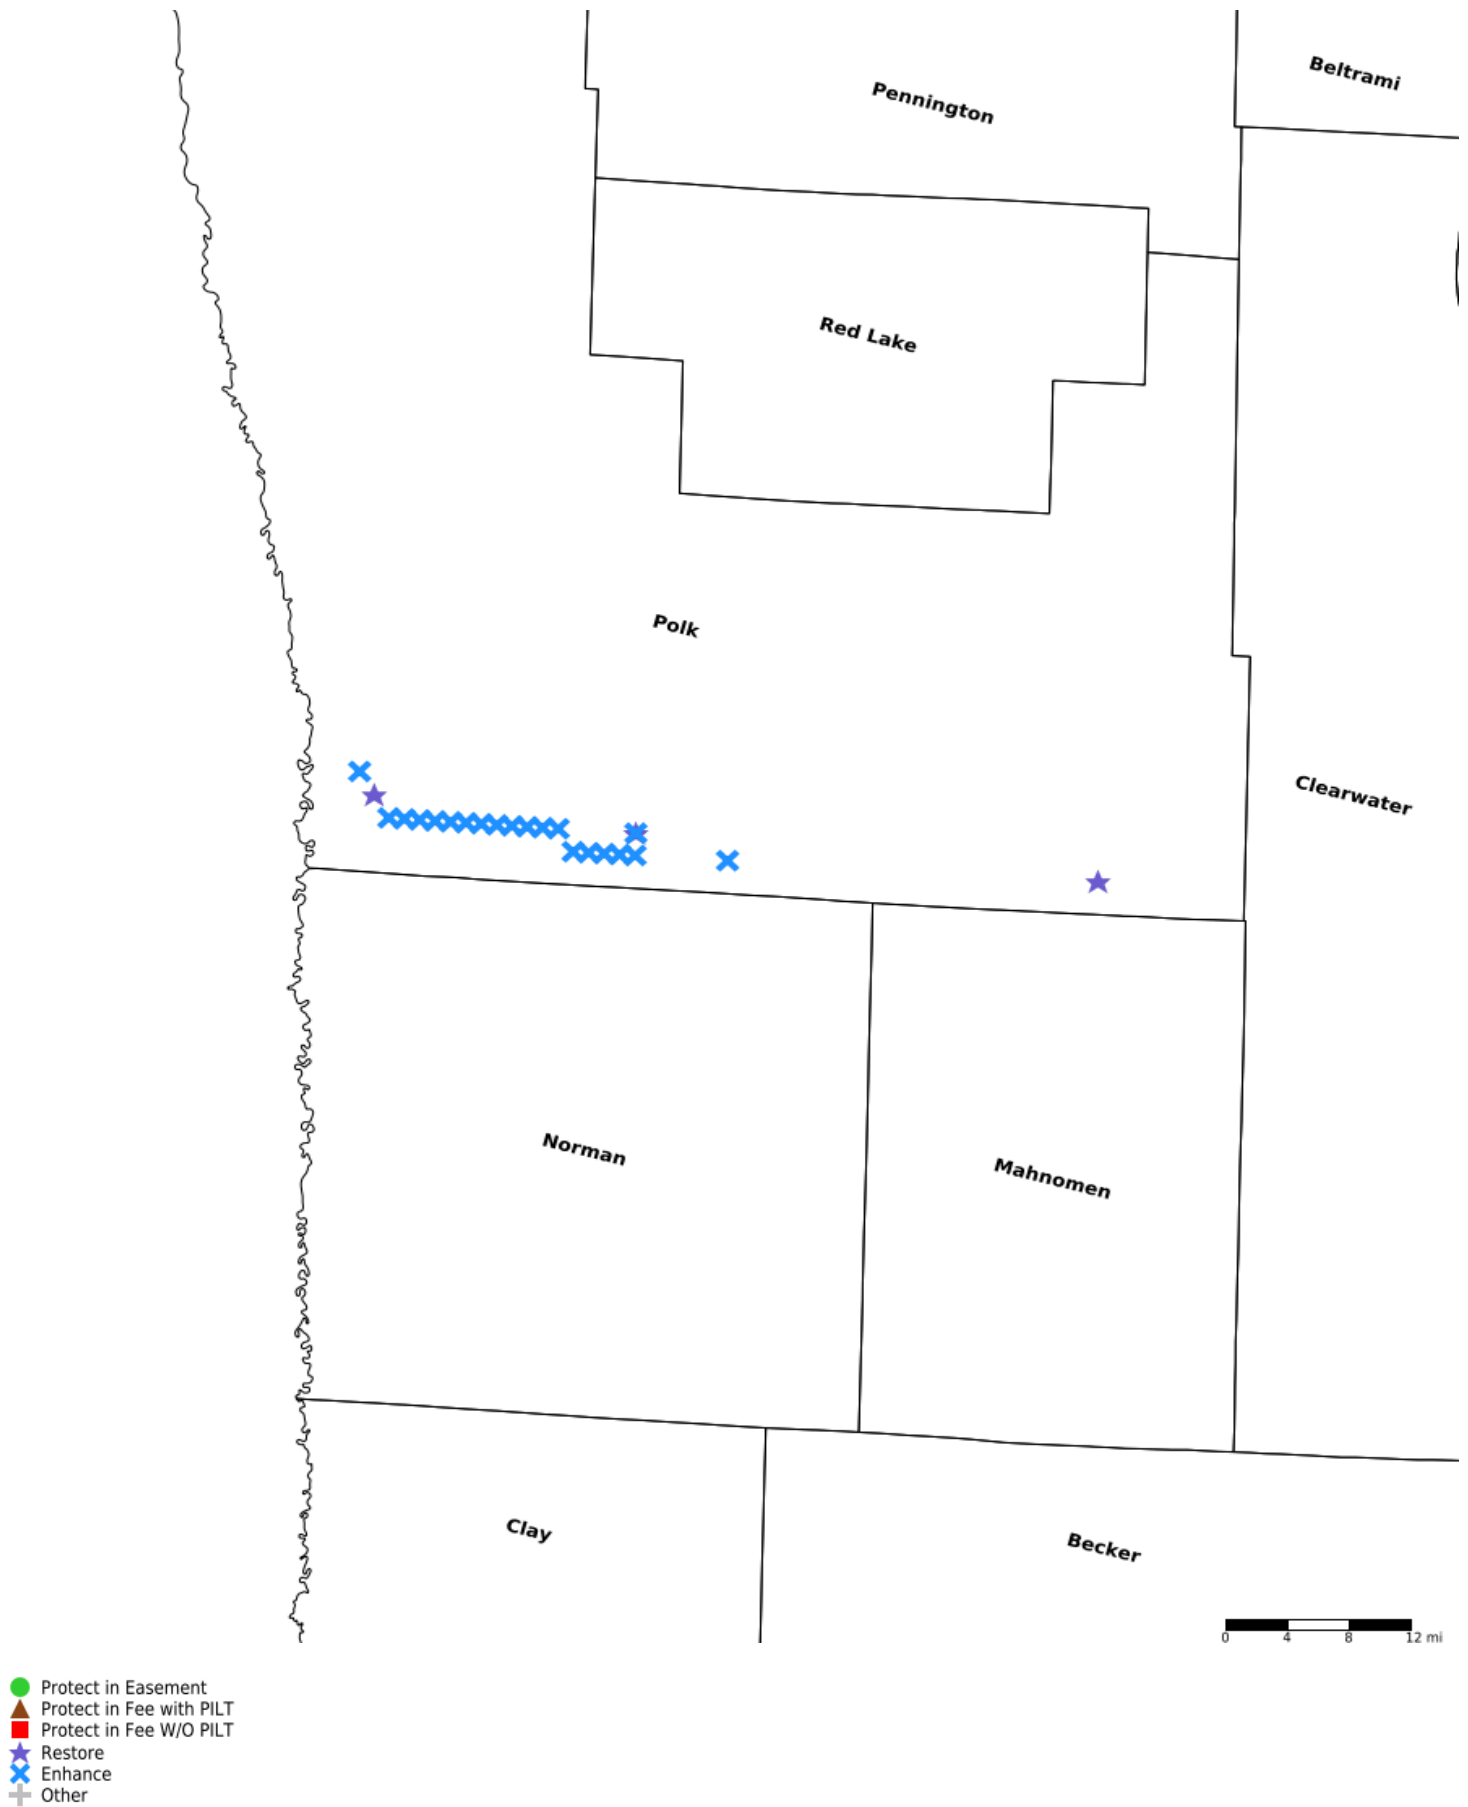 Beltrami
Pennington
Red Lake
Polk
Clearwater
Norman
Mahnomen
Clay
Becker
0 4 8 12 mi
Protect in Easement
Protect in Fee with PILT
Protect in Fee W/O PILT
Restore
Enhance
Other